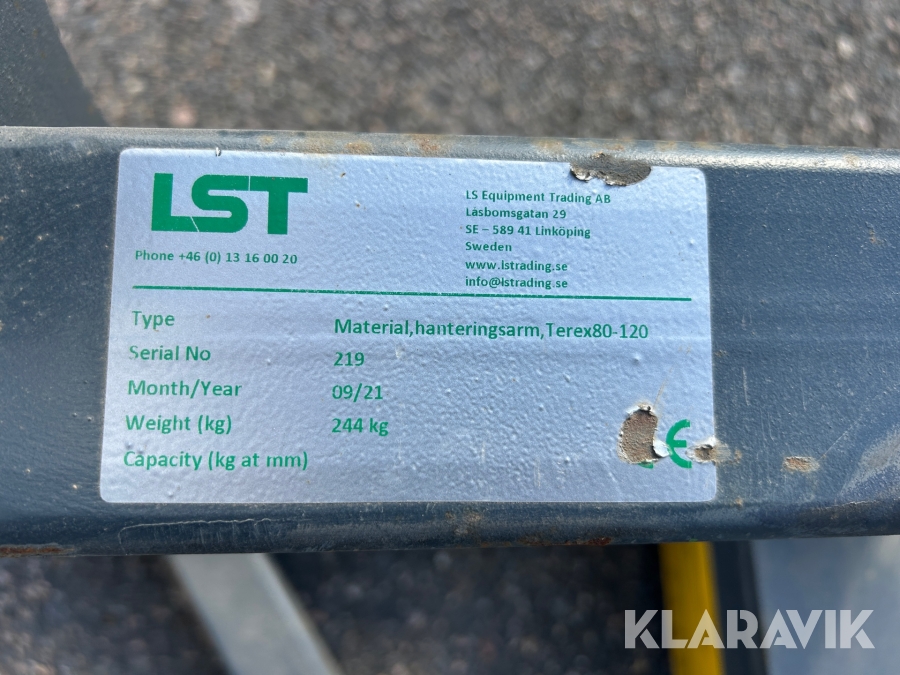 LST
Phone +46 (0) 13 16 00 20
LS Equipment Trading AB
Läsbomsgatan 29
SE – 589 41 Linköping
Sweden
www.lstrading.se
info@lstrading.se
Type Material,hanteringsarm,Terex80-120
Serial No 219
Month/Year 09/21
Weight (kg) 244 kg
Capacity (kg at mm)
CE
KLARAVIK